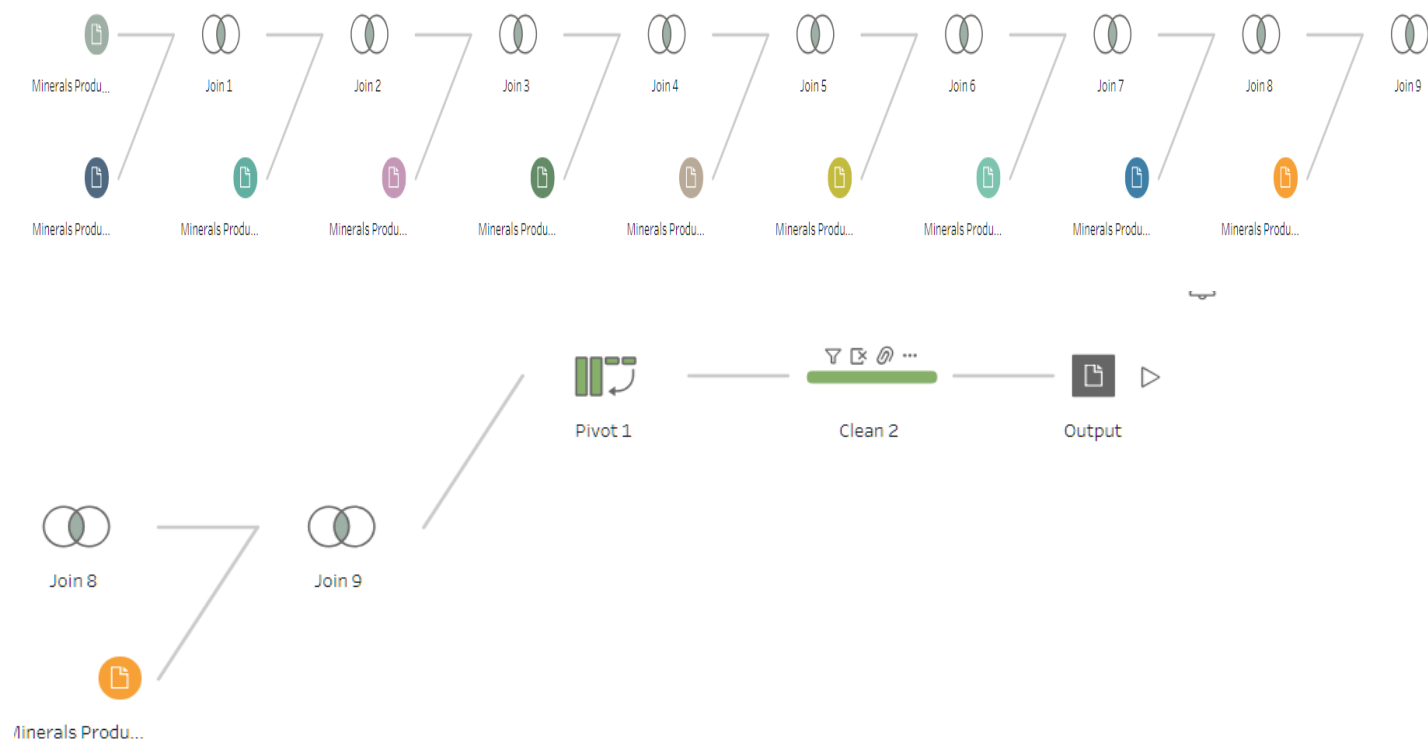 Minerals Produ...
Join 1
Join 2
Join 3
Join 4
Join 5
Join 6
Join 7
Join 8
Join 9
Minerals Produ...
Minerals Produ...
Minerals Produ...
Minerals Produ...
Minerals Produ...
Minerals Produ...
Minerals Produ...
Minerals Produ...
Minerals Produ...
Pivot 1
Clean 2
Output
Join 8
Join 9
Minerals Produ...